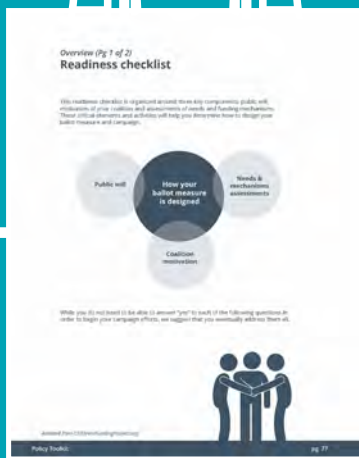 Overview (Pg 1 of 2)
Readiness checklist
This readiness checklist is organized around three key components: public will,
motivation of your coalition and assessments of needs and funding mechanisms.
These critical elements and activities will help you determine how to design your
ballot measure and campaign.
Public will
How your
ballot measure
is designed
Needs &
mechanisms
assessments
Coalition
motivation
While you do not need to be able to answer "yes" to each of the following questions in
order to begin your campaign efforts, we suggest that you eventually address them all.
Policy Toolkit
pg 77